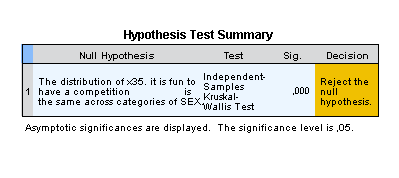 Hypothesis Test Summary
Null Hypothesis Test Sig. Decision
1
The distribution of x35. it is fun to
have a competition is
the same across categories of SEX.
Independent-
Samples
Kruskal-
Wallis Test
,000
Reject the
null
hypothesis.
Asymptotic significances are displayed. The significance level is ,05.